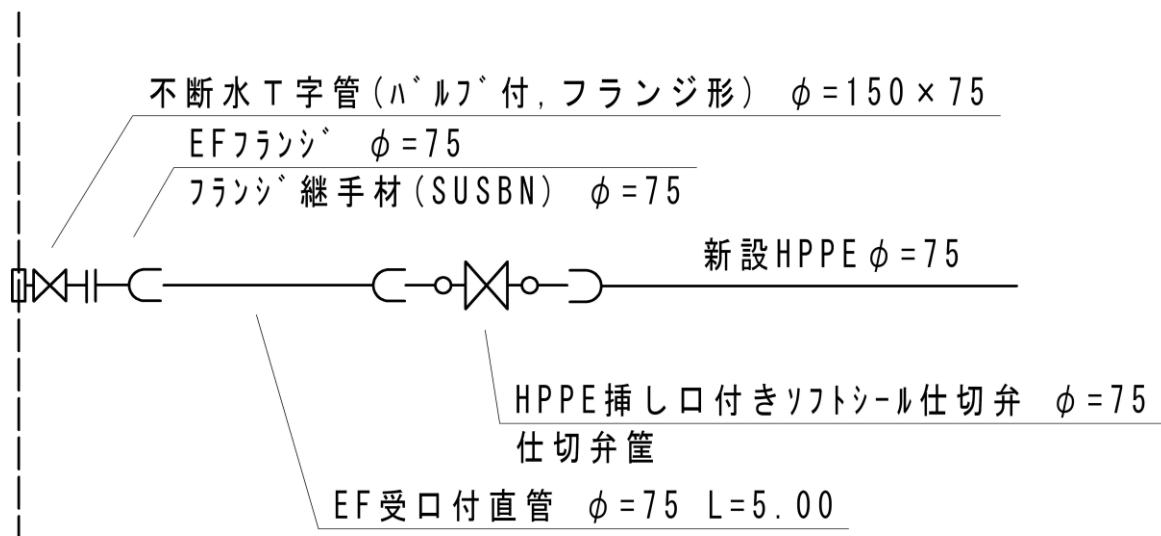 不断水T字管(ﾊﾞﾙﾌﾞ付,フランジ形) φ=150×75
EFﾌﾗﾝｼﾞ φ=75
ﾌﾗﾝｼﾞ継手材(SUSBN) φ=75
新設HPPEφ=75
HPPE挿し口付きｿﾌﾄｼｰﾙ仕切弁 φ=75
仕切弁筐
EF受口付直管 φ=75 L=5.00